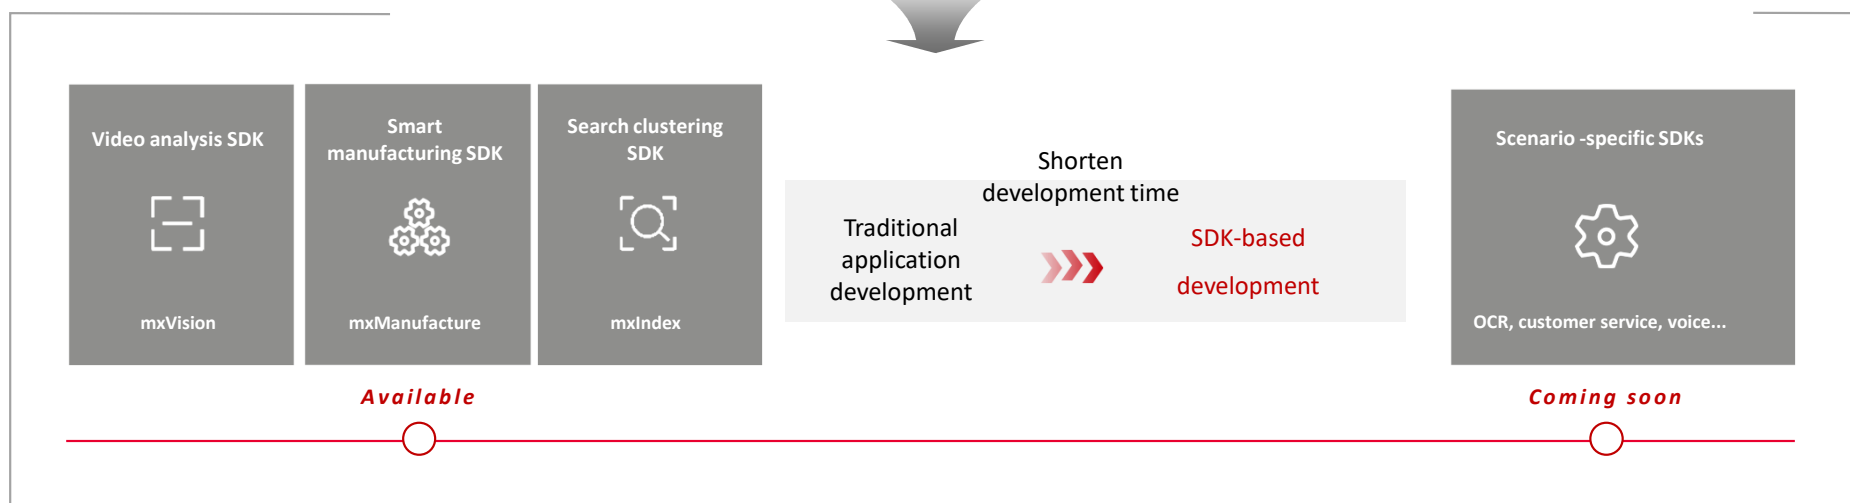 Video analysis SDK
mxVision
Smart
manufacturing SDK
mxManufacture
Search clustering
SDK
mxIndex
Shorten
development time
Traditional
application
development
SDK-based
development
Scenario -specific SDKs
OCR, customer service, voice...
Available
Coming soon